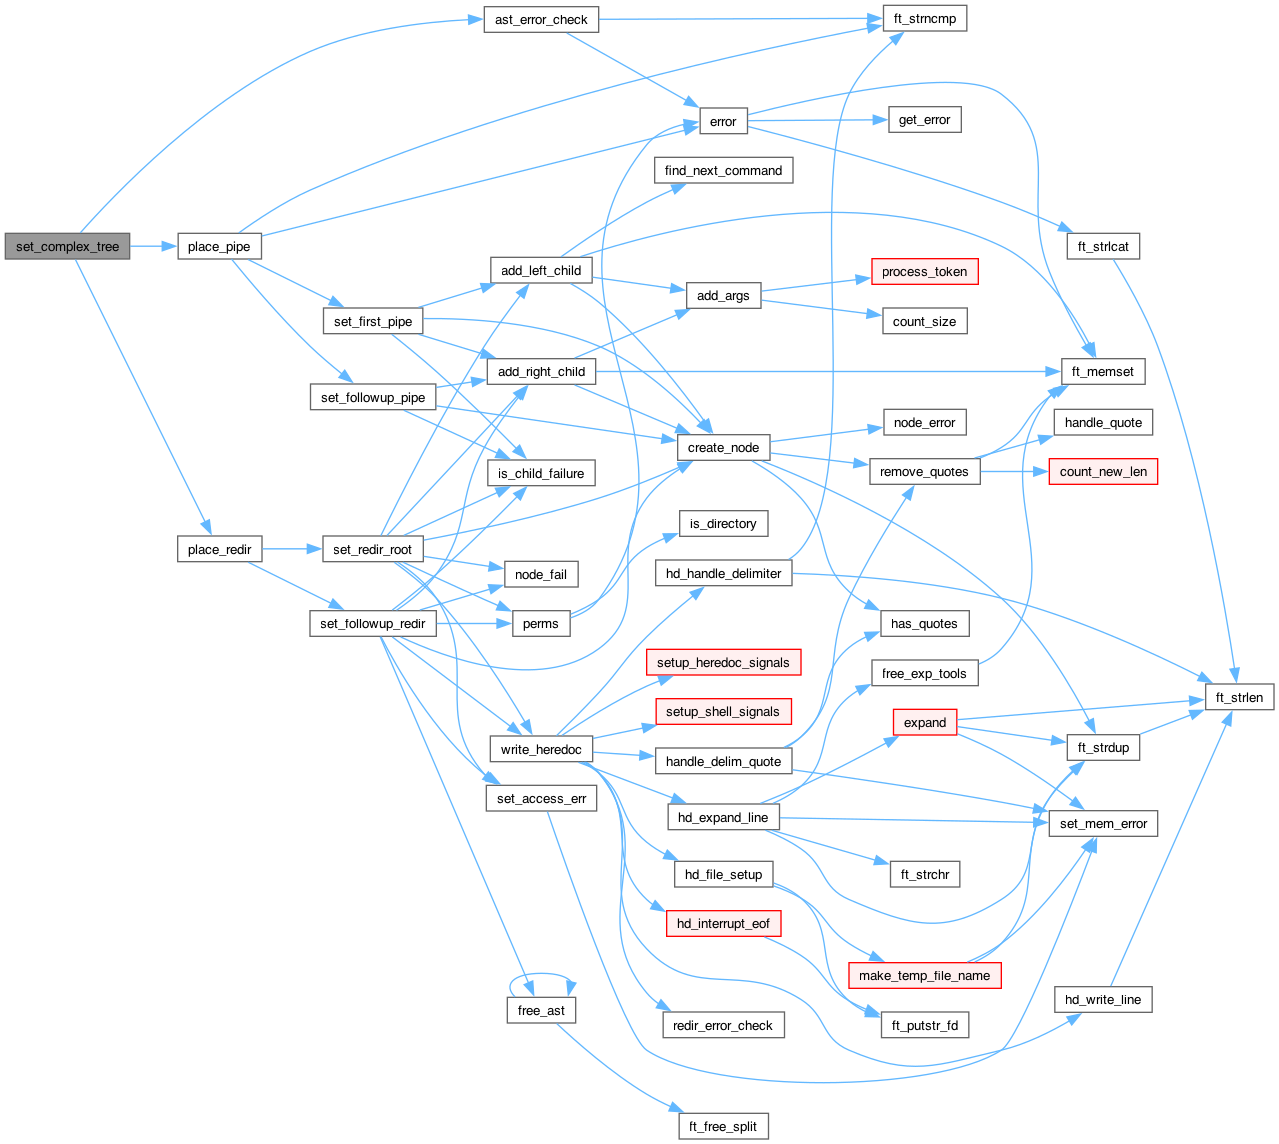 set_complex_tree
ast_error_check
place_pipe
place_redir
ft_strncmp
error
get_error
find_next_command
ft_strlcat
set_first_pipe
set_followup_pipe
add_left_child
add_right_child
is_child_failure
add_args
process_token
count_size
ft_memset
create_node
node_error
remove_quotes
handle_quote
count_new_len
set_redir_root
set_followup_redir
node_fail
perms
is_directory
hd_handle_delimiter
has_quotes
setup_heredoc_signals
setup_shell_signals
free_exp_tools
ft_strlen
write_heredoc
handle_delim_quote
expand
ft_strdup
set_access_err
hd_expand_line
set_mem_error
hd_file_setup
ft_strchr
hd_interrupt_eof
make_temp_file_name
hd_write_line
free_ast
redir_error_check
ft_putstr_fd
ft_free_split